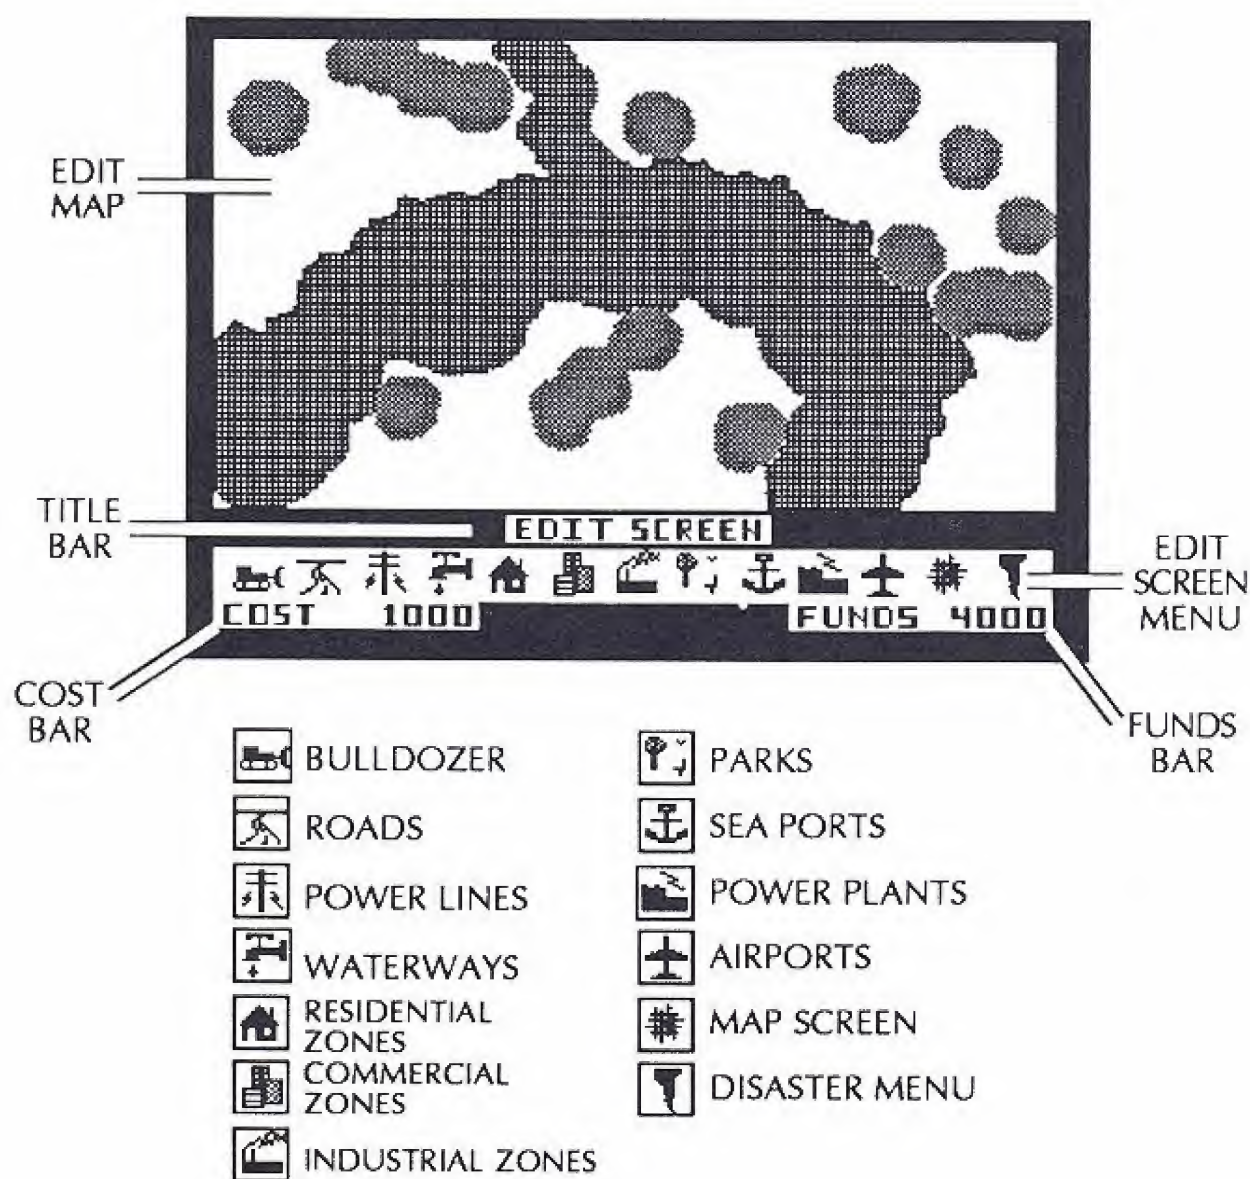 EDIT
MAP
TITLE
BAR
EDIT SCREEN
EDIT
SCREEN
MENU
COST 1000
FUNDS 4000
COST
BAR
FUNDS
BAR
BULLDOZER
ROADS
POWER LINES
WATERWAYS
RESIDENTIAL
ZONES
COMMERCIAL
ZONES
INDUSTRIAL ZONES
PARKS
SEA PORTS
POWER PLANTS
AIRPORTS
MAP SCREEN
DISASTER MENU